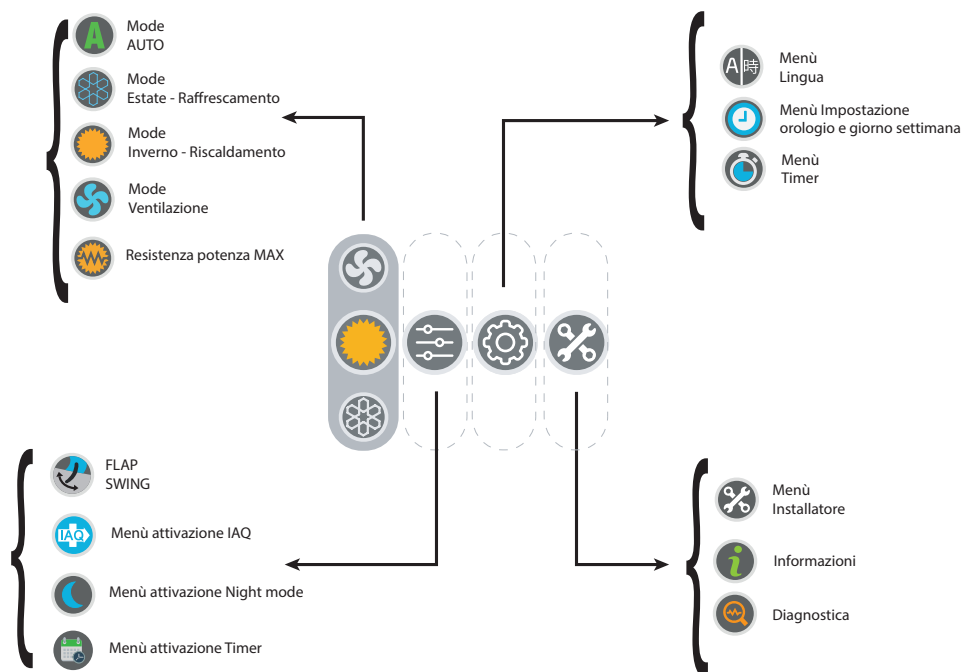 Mode
AUTO
Mode
Estate - Raffrescamento
Mode
Inverno - Riscaldamento
Mode
Ventilazione
Resistenza potenza MAX
A 時
Menù
Lingua
Menù Impostazione
orologio e giorno settimana
Menù
Timer
FLAP
SWING
IAQ
Menù attivazione IAQ
Menù attivazione Night mode
Menù attivazione Timer
Menù
Installatore
Informazioni
Diagnostica